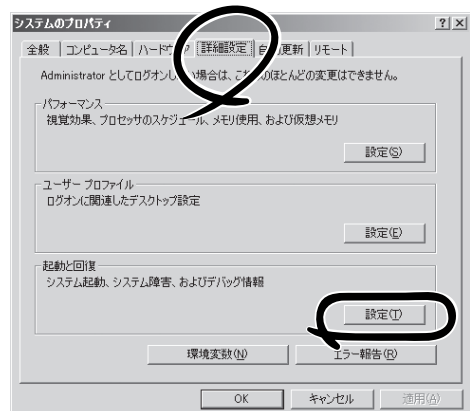 システムのプロパティ
全般 コンピュータ名 ハードウ 詳細設定 自 更新 リモート
Administrator としてログオンし 場合は、これ のほとんどの変更はできません。
パフォーマンス
視覚効果、プロセッサのスケジュール、メモリ使用、および仮想メモリ
設定(S)
ユーザー プロファイル
ログオンに関連したデスクトップ設定
設定(E)
起動と回復
システム起動、システム障害、およびデバッグ情報
設定(T)
環境変数(N) エラー報告(R)
OK キャンセル 適用(A)